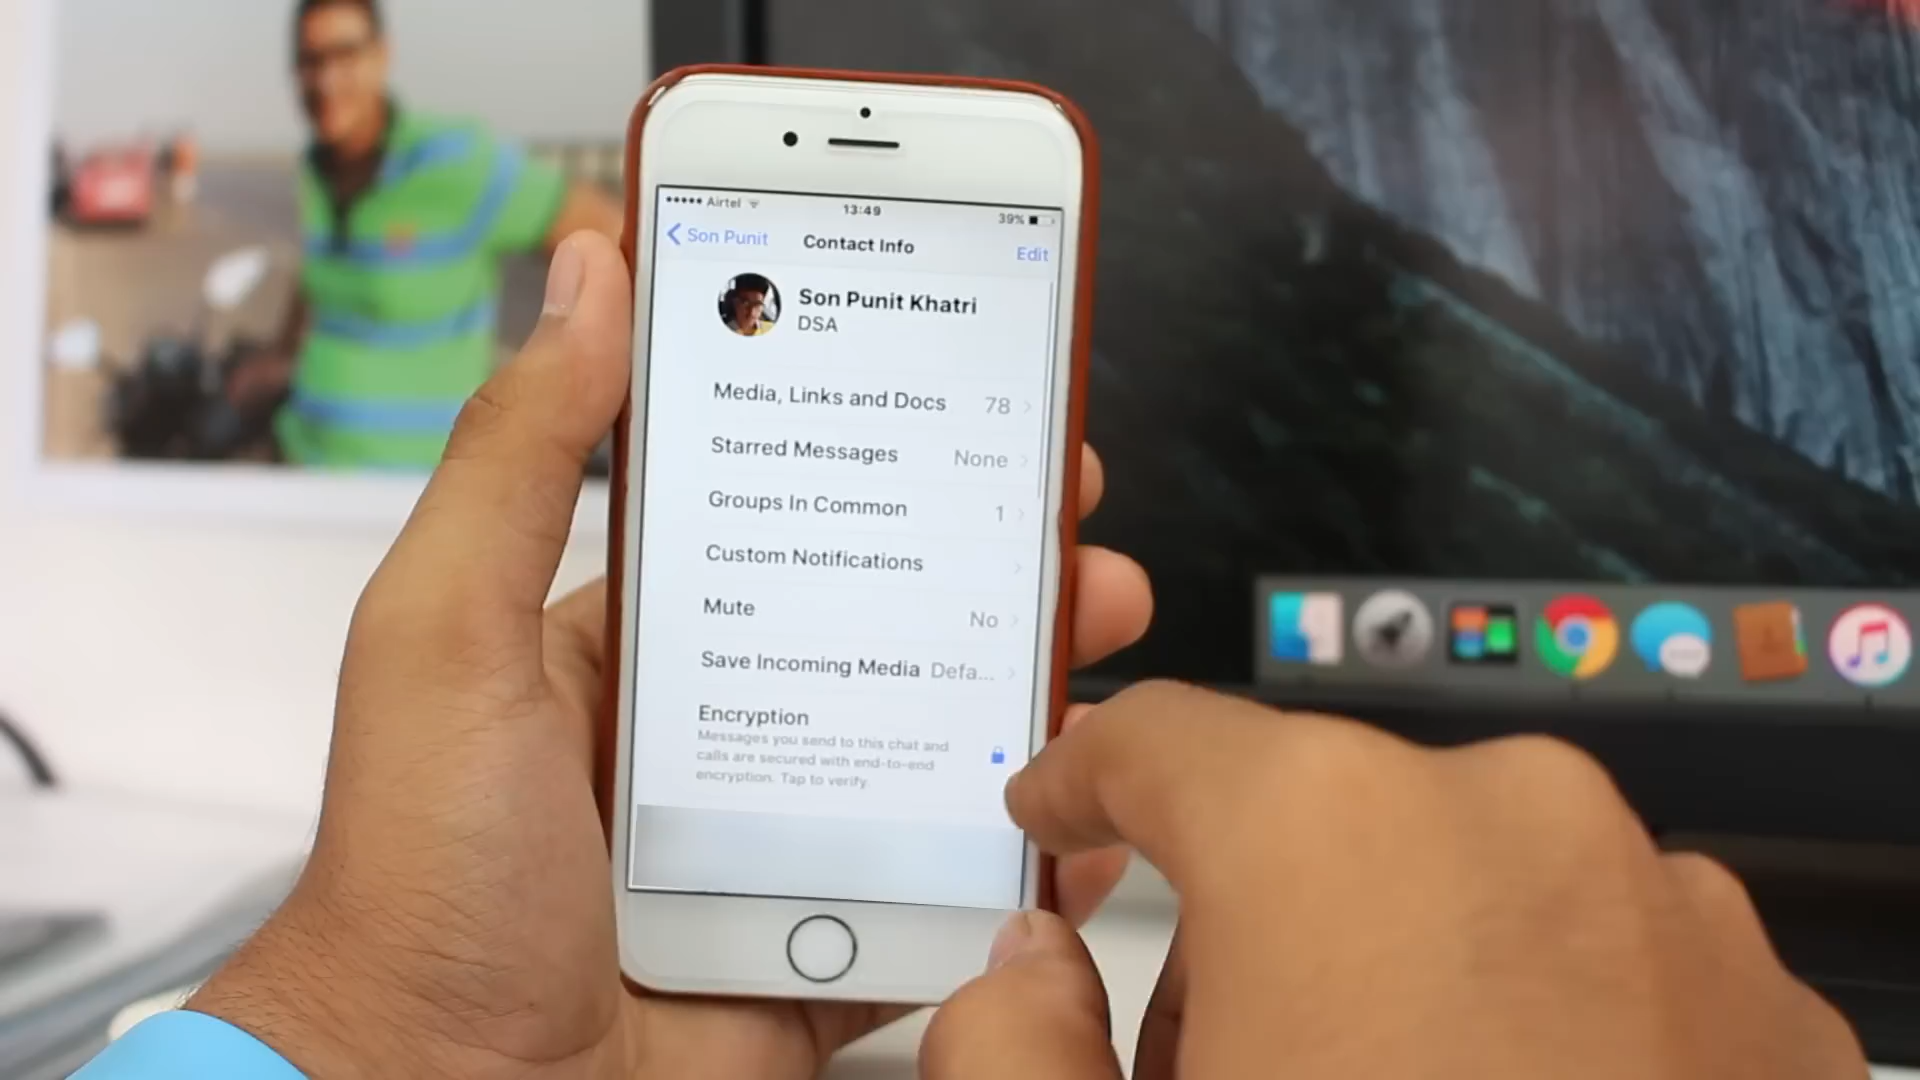 Airtel 13:49 39%
Son Punit Contact Info Edit
Son Punit Khatri
DSA
Media, Links and Docs 78
Starred Messages None
Groups In Common 1
Custom Notifications
Mute No
Save Incoming Media Defa...
Encryption
Messages you send to this chat and
calls are secured with end-to-end
encryption. Tap to verify.